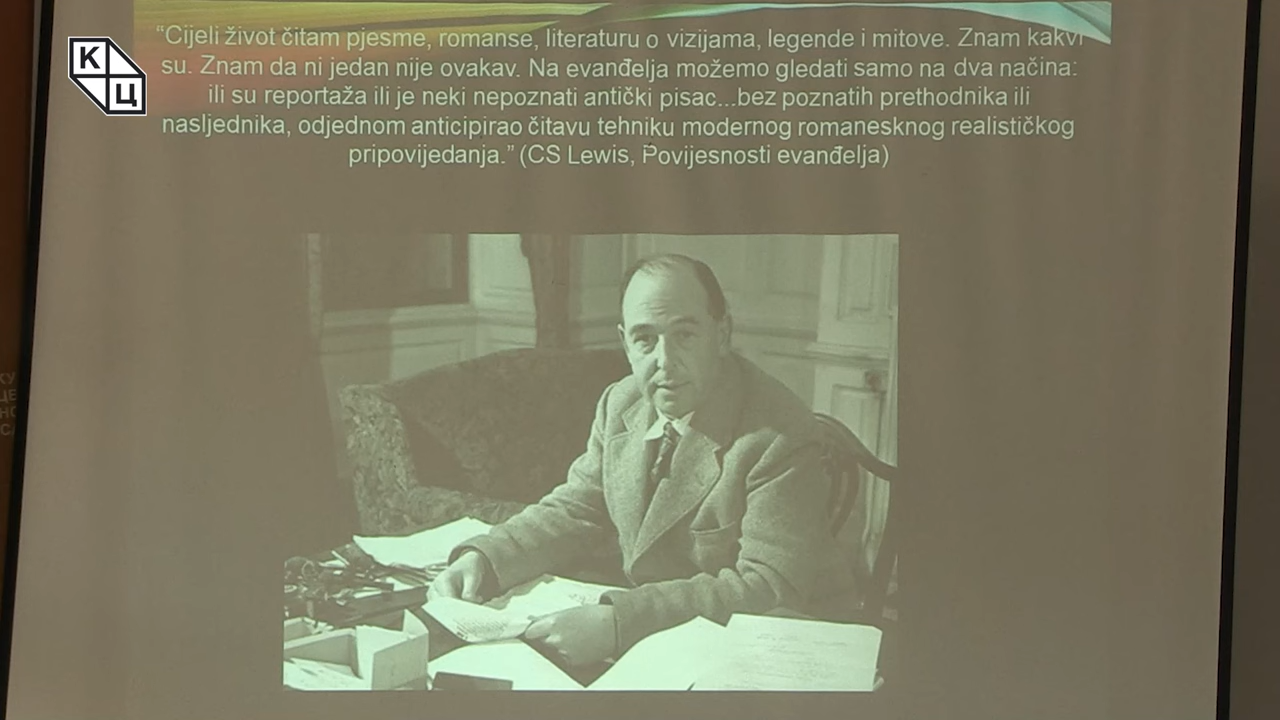 К
Ц
“Cijeli život čitam pjesme, romanse, literaturu o vizijama, legende i mitove. Znam kakvi
su. Znam da ni jedan nije ovakav. Na evanđelja možemo gledati samo na dva načina:
ili su reportaža ili je neki nepoznati antički pisac...bez poznatih prethodnika ili
nasljednika, odjednom anticipirao čitavu tehniku modernog romanesknog realističkog
pripovijedanja.” (CS Lewis, Povijesnosti evanđelja)